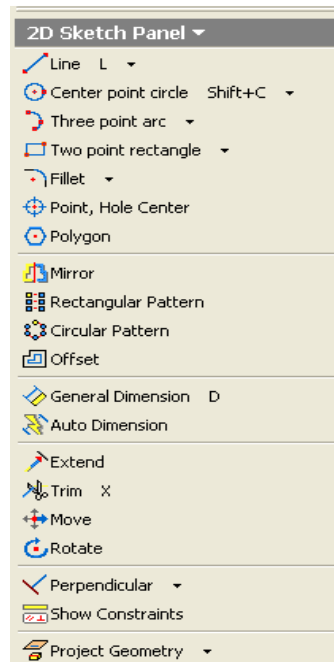 2D Sketch Panel
Line L
Center point circle Shift+C
Three point arc
Two point rectangle
Fillet
Point, Hole Center
Polygon
Mirror
Rectangular Pattern
Circular Pattern
Offset
General Dimension D
Auto Dimension
Extend
Trim X
Move
Rotate
Perpendicular
Show Constraints
Project Geometry